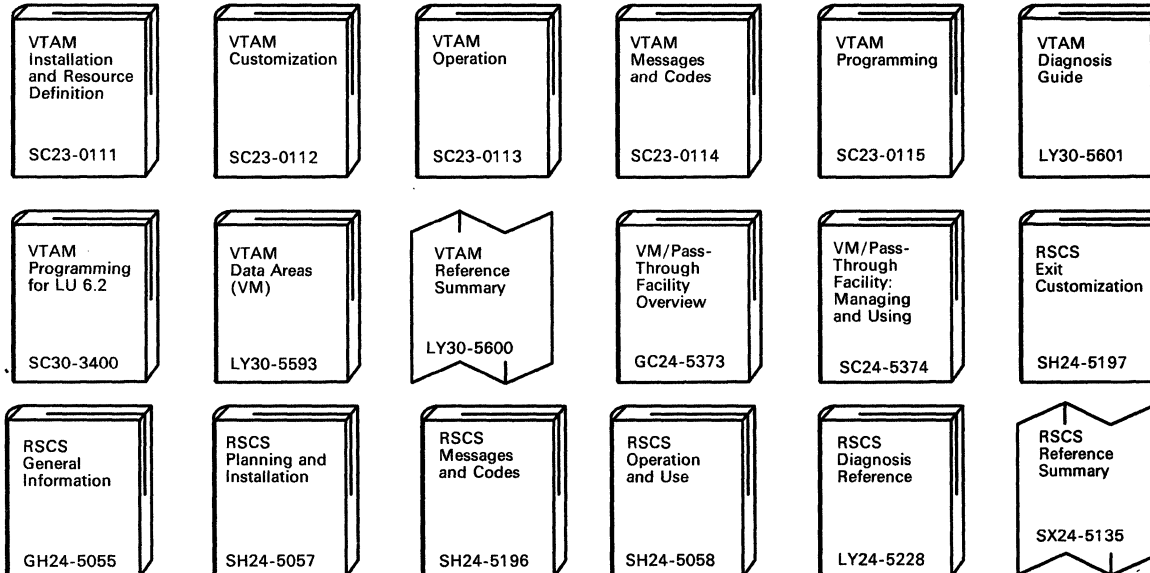 VTAM
Installation
and Resource
Definition
SC23-0111
VTAM
Customization
SC23-0112
VTAM
Operation
SC23-0113
VTAM
Messages
and Codes
SC23-0114
VTAM
Programming
SC23-0115
VTAM
Diagnosis
Guide
LY30-5601
VTAM
Programming
for LU 6.2
SC30-3400
VTAM
Data Areas
(VM)
LY30-5593
VTAM
Reference
Summary
LY30-5600
VM/Pass-
Through
Facility
Overview
GC24-5373
VM/Pass-
Through
Facility:
Managing
and Using
SC24-5374
RSCS
Exit
Customization
SH24-5197
RSCS
General
Information
GH24-5055
RSCS
Planning and
Installation
SH24-5057
RSCS
Messages
and Codes
SH24-5196
RSCS
Operation
and Use
SH24-5058
RSCS
Diagnosis
Reference
LY24-5228
RSCS
Reference
Summary
SX24-5135